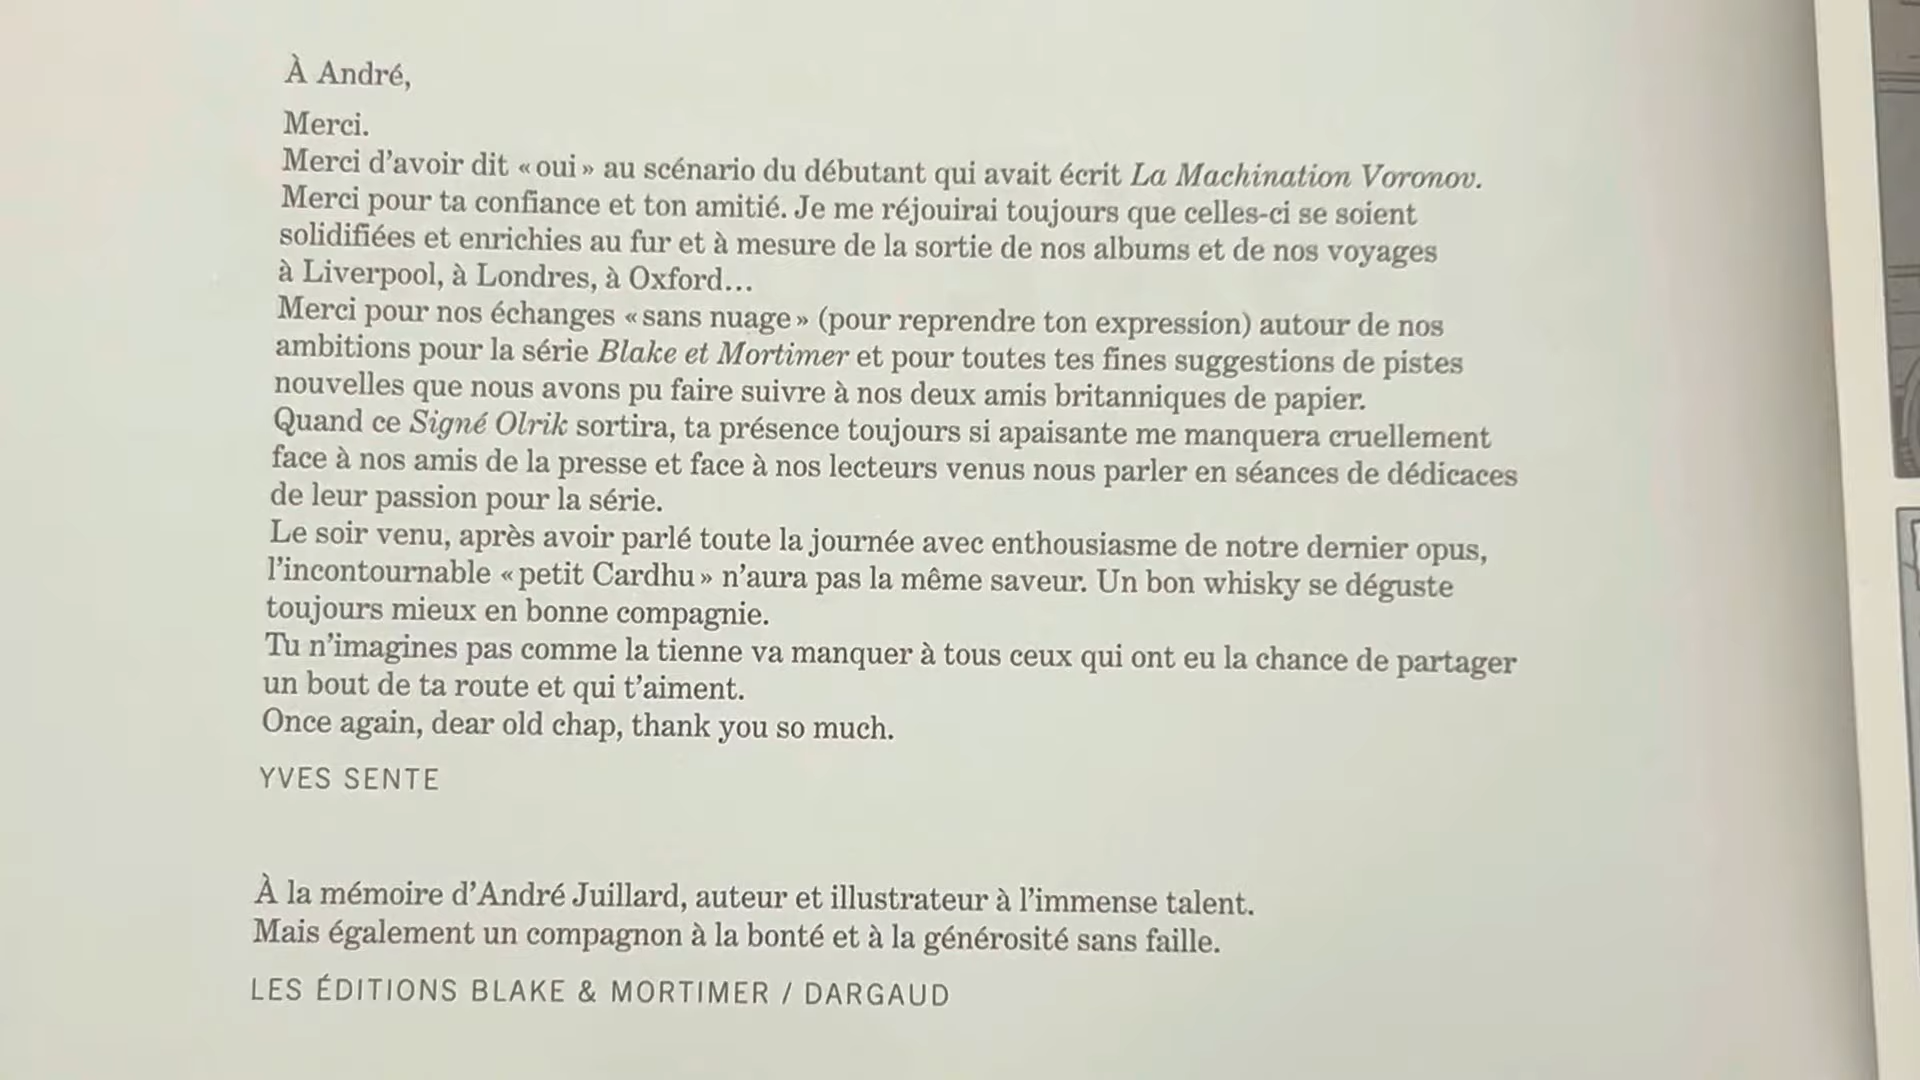 À André,
Merci.
Merci d'avoir dit « oui » au scénario du débutant qui avait écrit La Machination Voronov.
Merci pour ta confiance et ton amitié. Je me réjouirai toujours que celles-ci se soient
solidifiées et enrichies au fur et à mesure de la sortie de nos albums et de nos voyages
à Liverpool, à Londres, à Oxford...
Merci pour nos échanges « sans nuage » (pour reprendre ton expression) autour de nos
ambitions pour la série Blake et Mortimer et pour toutes tes fines suggestions de pistes
nouvelles que nous avons pu faire suivre à nos deux amis britanniques de papier.
Quand ce Signé Olrik sortira, ta présence toujours si apaisante me manquera cruellement
face à nos amis de la presse et face à nos lecteurs venus nous parler en séances de dédicaces
de leur passion pour la série.
Le soir venu, après avoir parlé toute la journée avec enthousiasme de notre dernier opus,
l'incontournable « petit Cardhu » n'aura pas la même saveur. Un bon whisky se déguste
toujours mieux en bonne compagnie.
Tu n'imagines pas comme la tienne va manquer à tous ceux qui ont eu la chance de partager
un bout de ta route et qui t'aiment.
Once again, dear old chap, thank you so much.
YVES SENTE
À la mémoire d'André Juillard, auteur et illustrateur à l'immense talent.
Mais également un compagnon à la bonté et à la générosité sans faille.
LES ÉDITIONS BLAKE & MORTIMER / DARGAUD